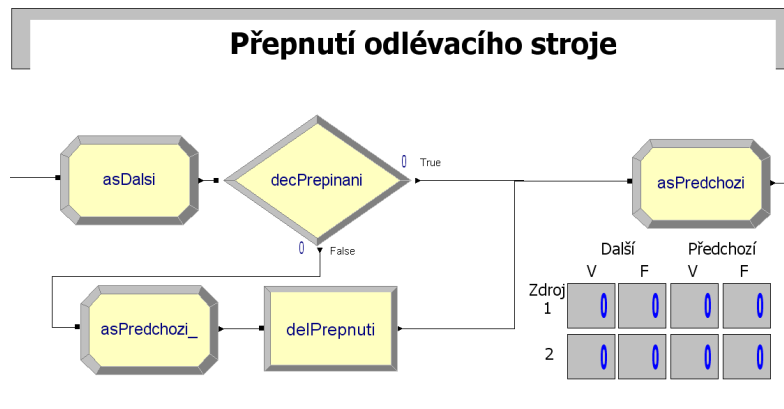 Přepnutí odlévacího stroje
asDalsi
decPrepinani
0 True
asPredchozi
0 False
asPredchozi_
delPrepnuti
Další Předchozí
V F V F
Zdroj
1 0 0 0 0
2 0 0 0 0